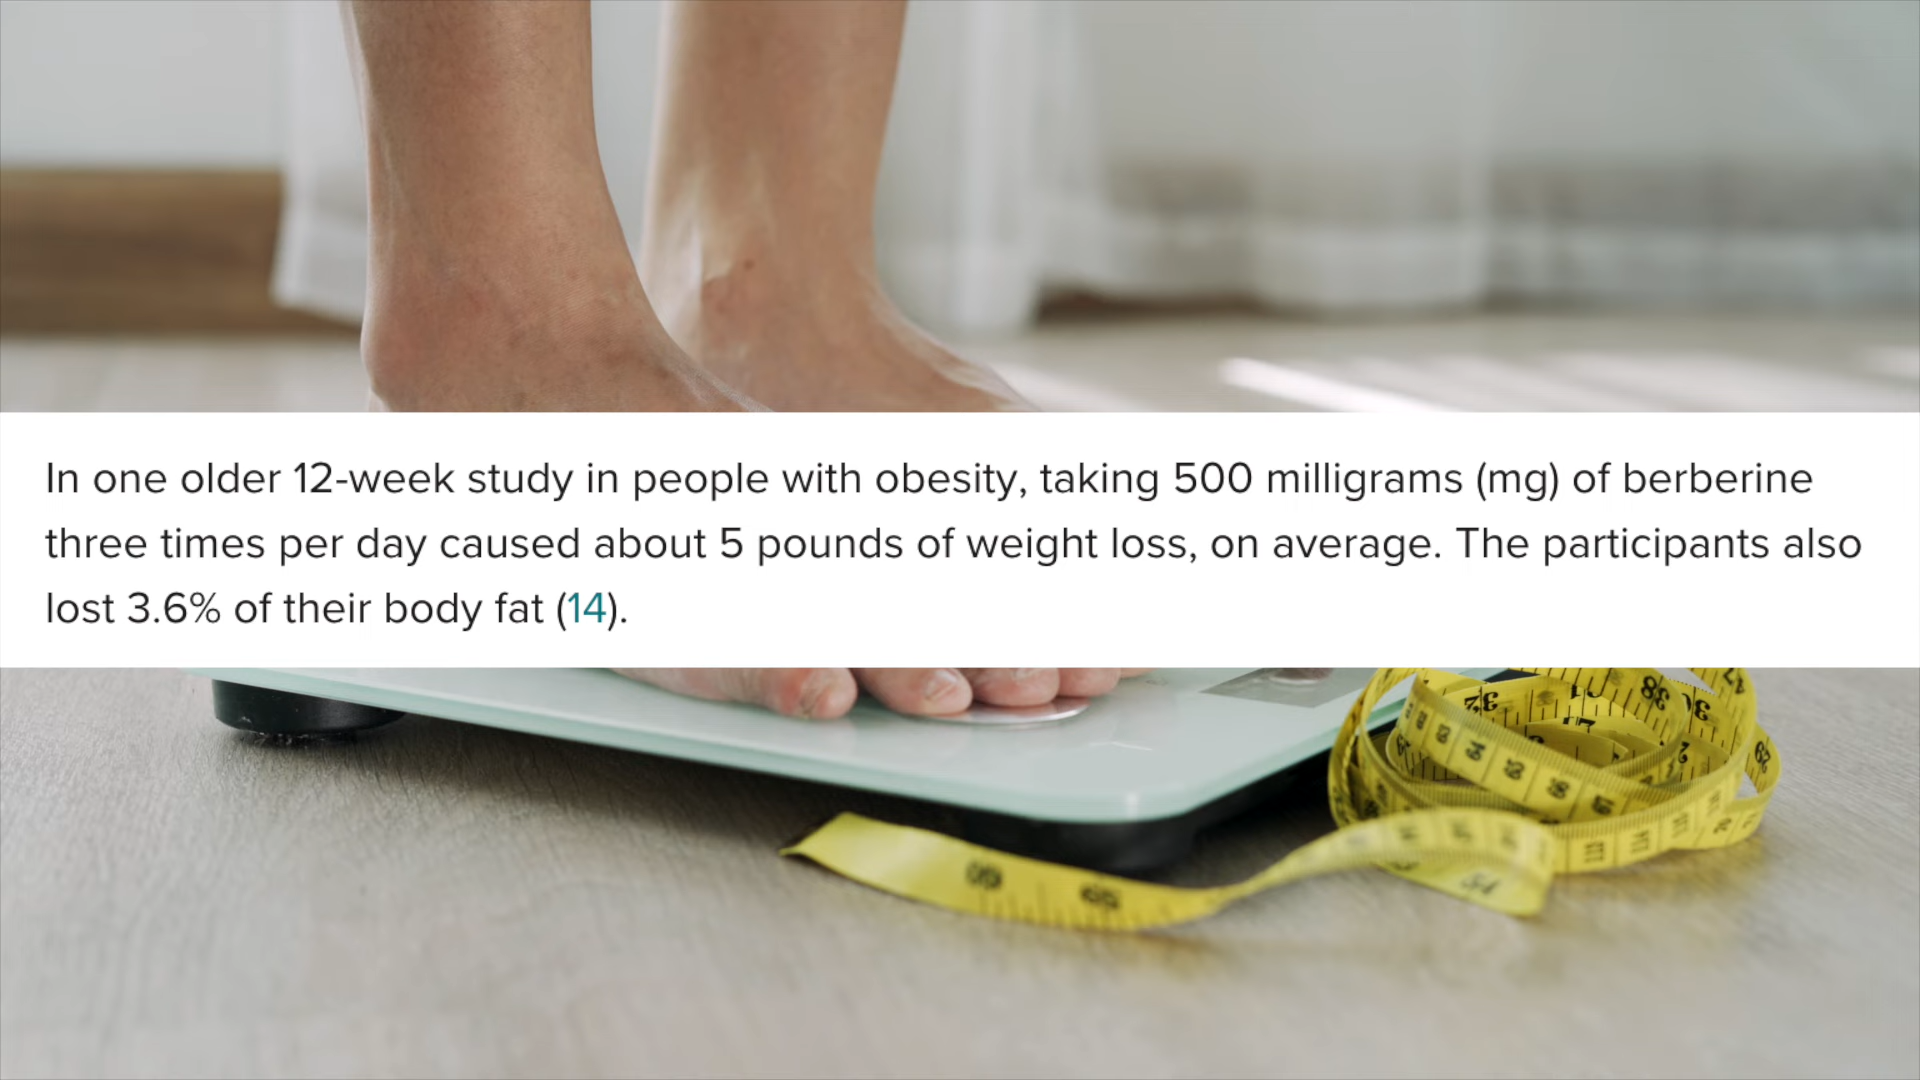 In one older 12-week study in people with obesity, taking 500 milligrams (mg) of berberine
three times per day caused about 5 pounds of weight loss, on average. The participants also
lost 3.6% of their body fat (14).